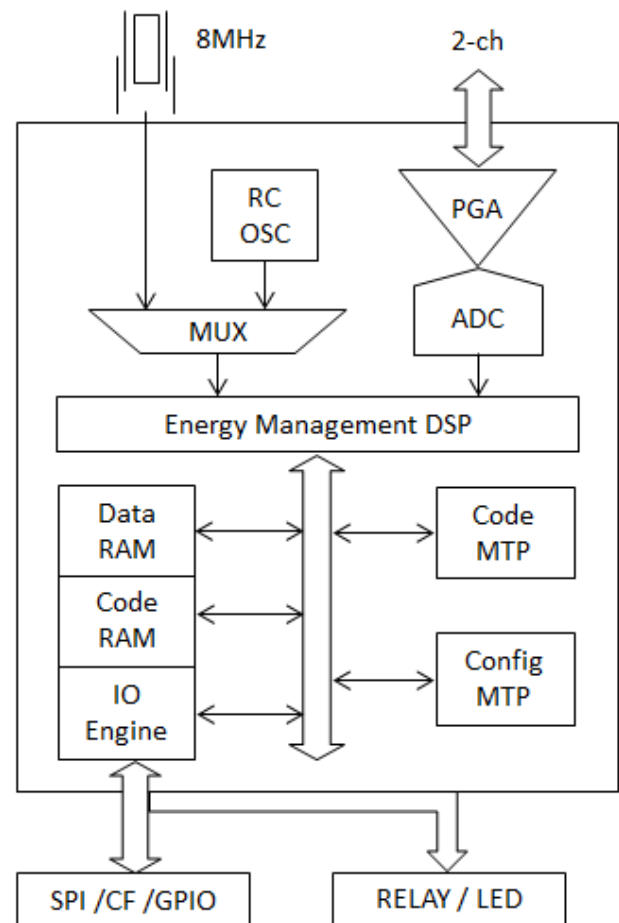 8MHz
2-ch
RC
OSC
PGA
MUX
ADC
Energy Management DSP
Data
RAM
Code
MTP
Code
RAM
Config
MTP
IO
Engine
SPI /CF /GPIO
RELAY / LED